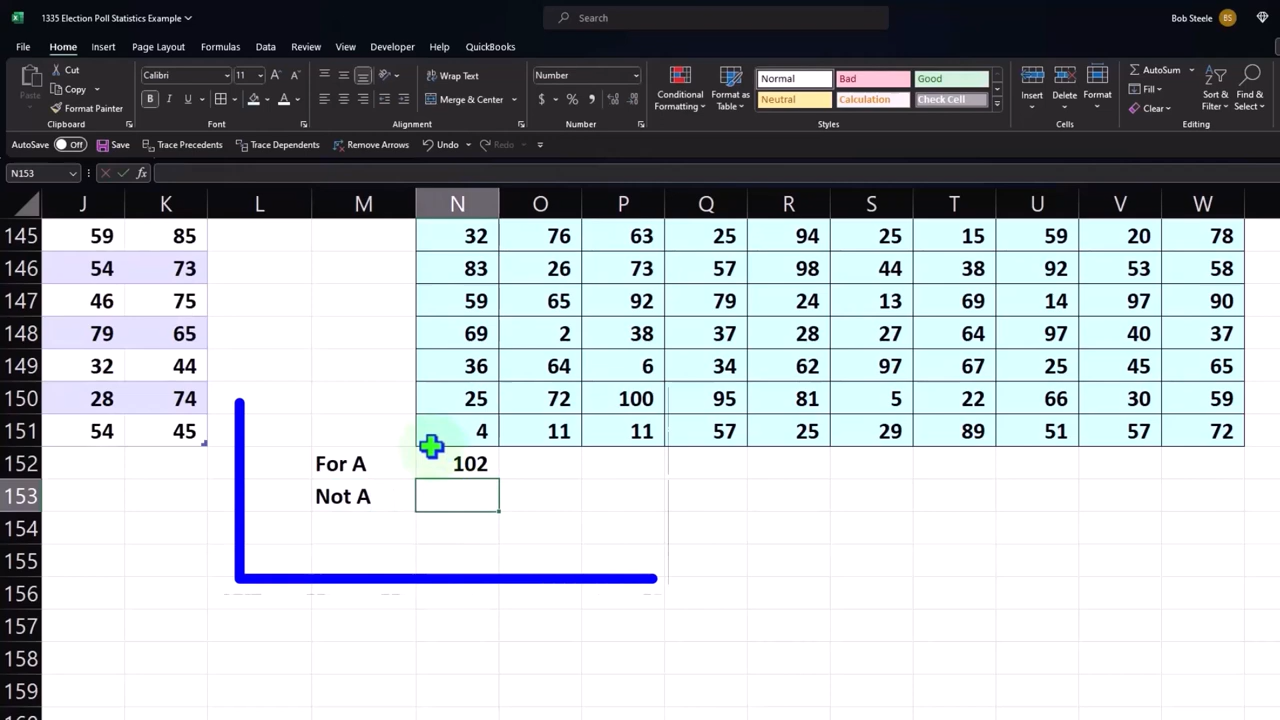 1335 Election Poll Statistics Example
Search
Bob Steele BS
File Home Insert Page Layout Formulas Data Review View Developer Help QuickBooks
Cut
Copy
Format Painter
Paste
Clipboard
Calibri 11
B I U
Font
Wrap Text
Merge & Center
Alignment
Number
$ %
Number
Conditional Formatting
Format as Table
Normal Bad Good
Neutral Calculation Check Cell
Styles
Insert Delete Format
Cells
AutoSum
Fill
Clear
Sort & Filter
Find & Select
Editing
AutoSave Off Save Trace Precedents Trace Dependents Remove Arrows Undo Redo
N153 fx
J K L M N O P Q R S T U V W
145 59 85 32 76 63 25 94 25 15 59 20 78
146 54 73 83 26 73 57 98 44 38 92 53 58
147 46 75 59 65 92 79 24 13 69 14 97 90
148 79 65 69 2 38 37 28 27 64 97 40 37
149 32 44 36 64 6 34 62 97 67 25 45 65
150 28 74 25 72 100 95 81 5 22 66 30 59
151 54 45 4 11 11 57 25 29 89 51 57 72
152 For A 102
153 Not A
154
155
156
157
158
159